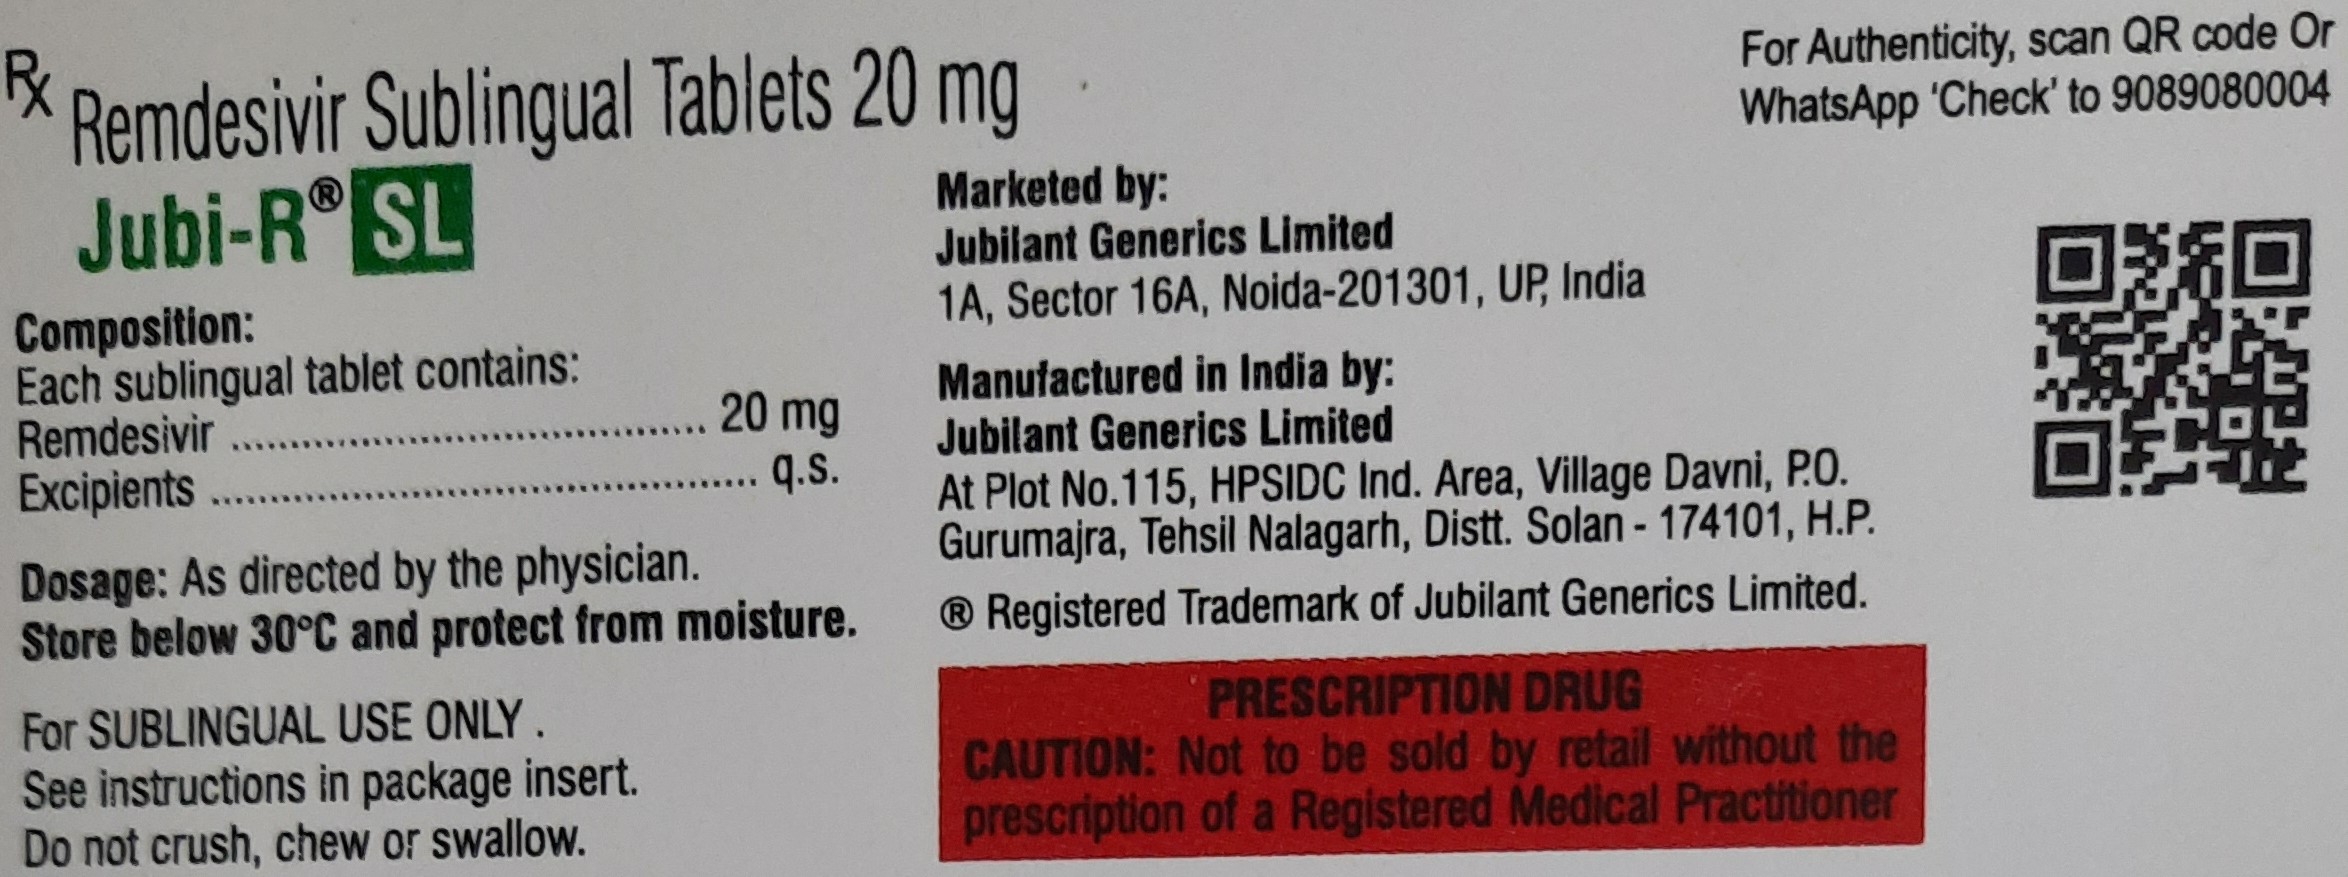 Rx Remdesivir Sublingual Tablets 20 mg
Jubi-R® SL
Composition:
Each sublingual tablet contains:
Remdesivir ........................................ 20 mg
Excipients ............................................. q.s.
Dosage: As directed by the physician.
Store below 30°C and protect from moisture.
For SUBLINGUAL USE ONLY .
See instructions in package insert.
Do not crush, chew or swallow.
Marketed by:
Jubilant Generics Limited
1A, Sector 16A, Noida-201301, UP, India
Manufactured in India by:
Jubilant Generics Limited
At Plot No.115, HPSIDC Ind. Area, Village Davni, P.O.
Gurumajra, Tehsil Nalagarh, Distt. Solan - 174101, H.P.
® Registered Trademark of Jubilant Generics Limited.
PRESCRIPTION DRUG
CAUTION: Not to be sold by retail without the
prescription of a Registered Medical Practitioner
For Authenticity, scan QR code Or
WhatsApp 'Check' to 9089080004